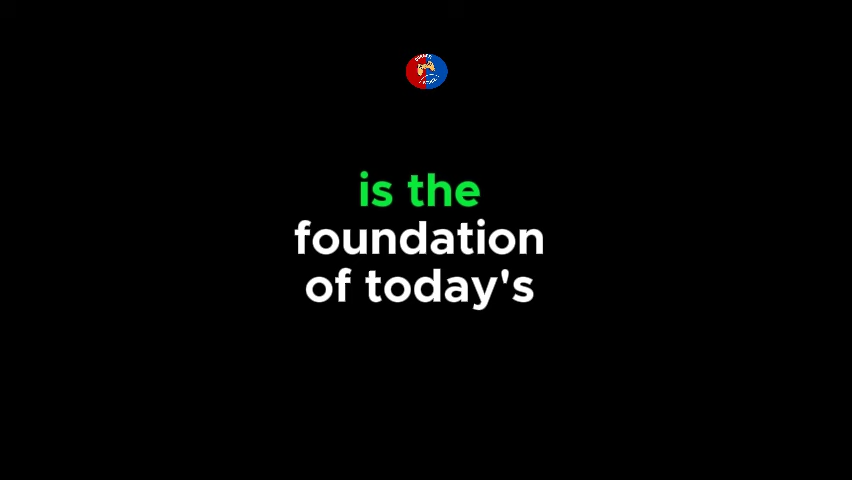 is the
foundation
of today's